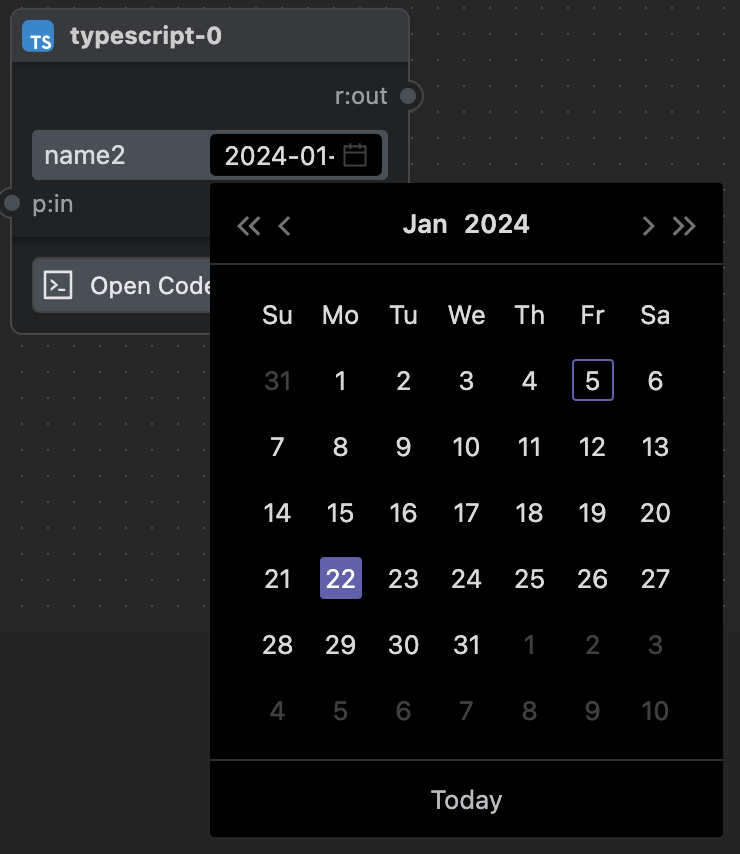 TS typescript-0
r:out
name2 2024-01-
p:in
Open Code
Jan 2024
Su Mo Tu We Th Fr Sa
31 1 2 3 4 5 6
7 8 9 10 11 12 13
14 15 16 17 18 19 20
21 22 23 24 25 26 27
28 29 30 31 1 2 3
4 5 6 7 8 9 10
Today